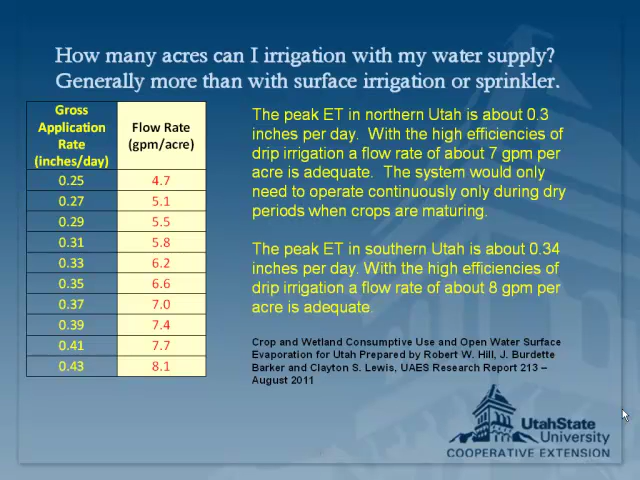 How many acres can I irrigation with my water supply?
Generally more than with surface irrigation or sprinkler.
Gross
Application
Rate
(inches/day)
Flow Rate
(gpm/acre)
0.25 4.7
0.27 5.1
0.29 5.5
0.31 5.8
0.33 6.2
0.35 6.6
0.37 7.0
0.39 7.4
0.41 7.7
0.43 8.1
The peak ET in northern Utah is about 0.3
inches per day. With the high efficiencies of
drip irrigation a flow rate of about 7 gpm per
acre is adequate. The system would only
need to operate continuously only during dry
periods when crops are maturing.
The peak ET in southern Utah is about 0.34
inches per day. With the high efficiencies of
drip irrigation a flow rate of about 8 gpm per
acre is adequate.
Crop and Wetland Consumptive Use and Open Water Surface
Evaporation for Utah Prepared by Robert W. Hill, J. Burdette
Barker and Clayton S. Lewis, UAES Research Report 213 –
August 2011
UtahState
University
COOPERATIVE EXTENSION